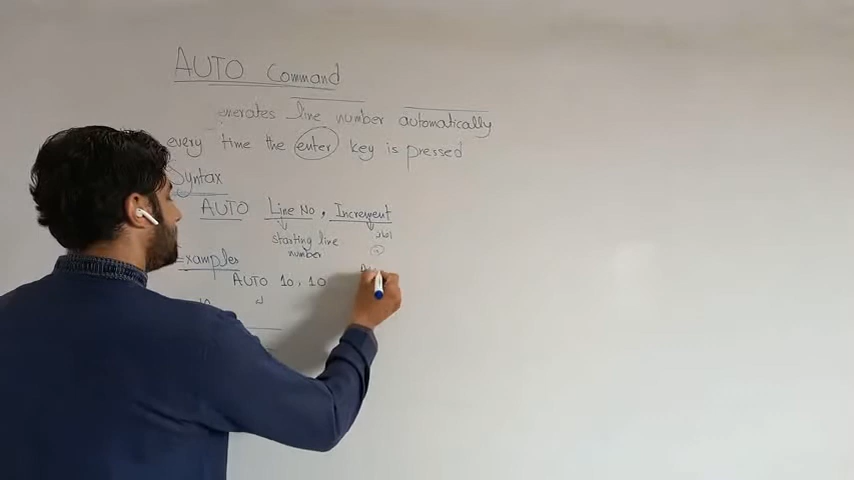 AUTO Command
enerates line number automatically
every time the enter key is pressed
Syntax
AUTO Line No , Increment
starting line
number
Examples
AUTO 10, 10
10